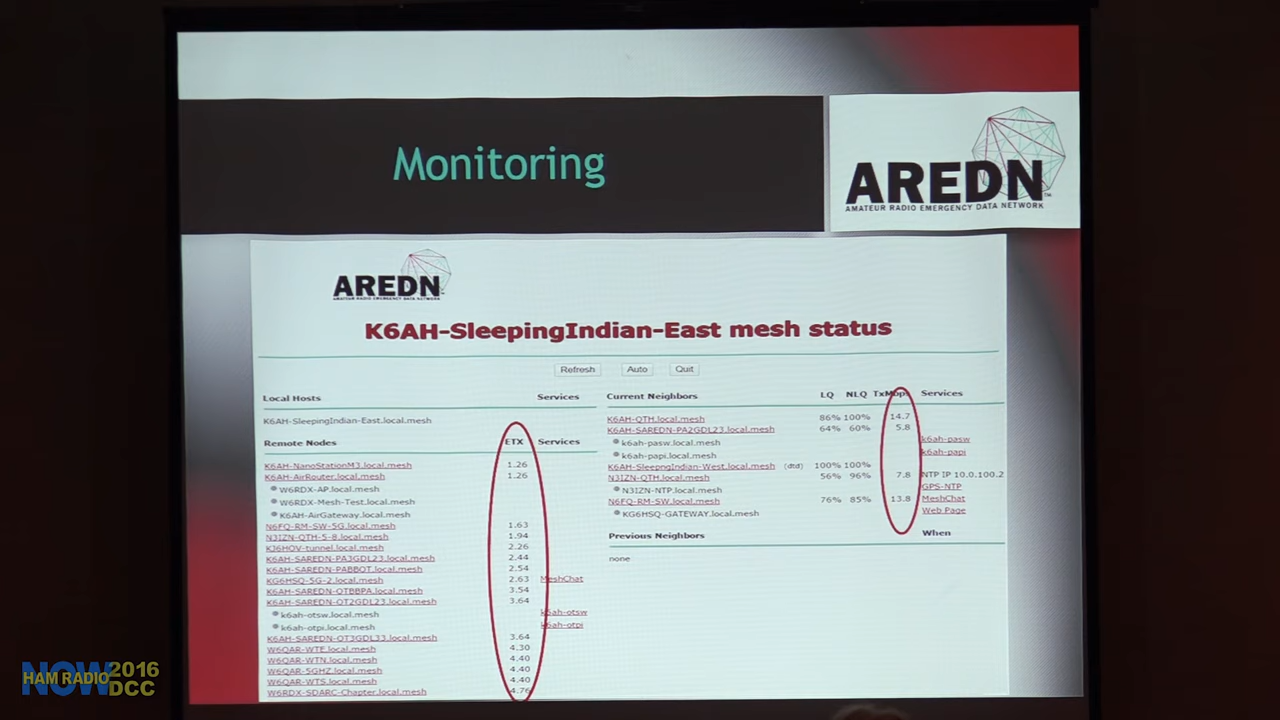 Monitoring
AREDN
AMATEUR RADIO EMERGENCY DATA NETWORK
AREDN
AMATEUR RADIO EMERGENCY DATA NETWORK
K6AH-SleepingIndian-East mesh status
Refresh Auto Quit
Local Hosts Services
K6AH-SleepingIndian-East.local.mesh
Remote Nodes ETX Services
K6AH-NanoStationM3.local.mesh 1.26
K6AH-AirRouter.local.mesh 1.26
W6RDX-AP.local.mesh
W6RDX-Mesh-Test.local.mesh
K6AH-AirGateway.local.mesh
N6FQ-RM-SW-5G.local.mesh 1.63
N3IZN-QTH-5-8.local.mesh 1.94
KJ6HOV-tunnel.local.mesh 2.26
K6AH-SAREDN-PA3GDL23.local.mesh 2.44
K6AH-SAREDN-PABBOT.local.mesh 2.54
KG6HSQ-5G-2.local.mesh 2.63 MeshChat
K6AH-SAREDN-OTBBPA.local.mesh 3.54
K6AH-SAREDN-OT2GDL23.local.mesh 3.64
k6ah-otsw.local.mesh k6ah-otsw
k6ah-otpi.local.mesh k6ah-otpi
K6AH-SAREDN-OT3GDL33.local.mesh 3.64
W6QAR-WTE.local.mesh 4.30
W6QAR-WTN.local.mesh 4.40
W6QAR-5GHZ.local.mesh 4.40
W6QAR-WTS.local.mesh 4.40
W6RDX-SDARC-Chapter.local.mesh 4.76
Current Neighbors LQ NLQ TxMbps Services
K6AH-QTH.local.mesh 86% 100% 14.7
K6AH-SAREDN-PA2GDL23.local.mesh 64% 60% 5.8
k6ah-pasw.local.mesh k6ah-pasw
k6ah-papi.local.mesh k6ah-papi
K6AH-SleepngIndian-West.local.mesh (dtd) 100% 100%
N3IZN-QTH.local.mesh 56% 96% 7.8 NTP IP 10.0.100.2
N3IZN-NTP.local.mesh GPS-NTP
N6FQ-RM-SW.local.mesh 76% 85% 13.8 MeshChat
KG6HSQ-GATEWAY.local.mesh Web Page
Previous Neighbors When
none
HAM RADIO NOW 2016 DCC